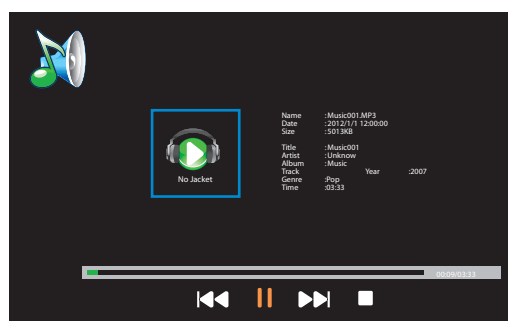 No Jacket
Name :Music001.MP3
Date :2012/1/1 12:00:00
Size :5013KB
Title :Music001
Artist :Unknow
Album :Music
Track Year :2007
Genre :Pop
Time :03:33
00:09/03:33